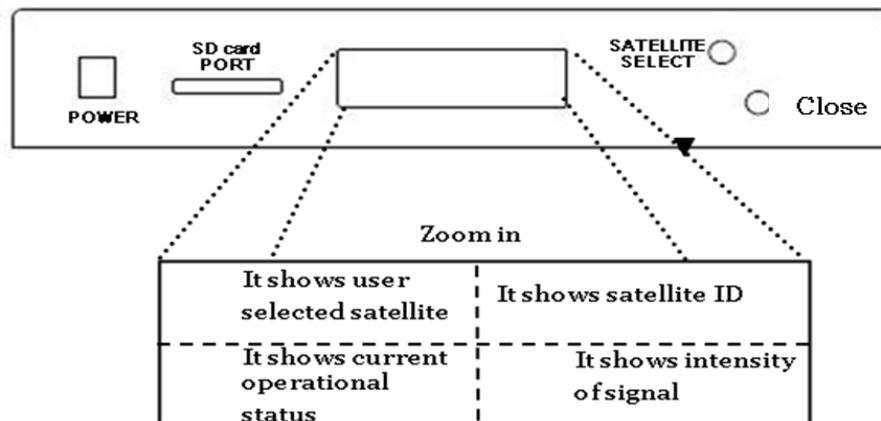 SD card
PORT
POWER
SATELLITE
SELECT
Close
Zoom in
It shows user
selected satellite
It shows satellite ID
It shows current
operational
status
It shows intensity
of signal